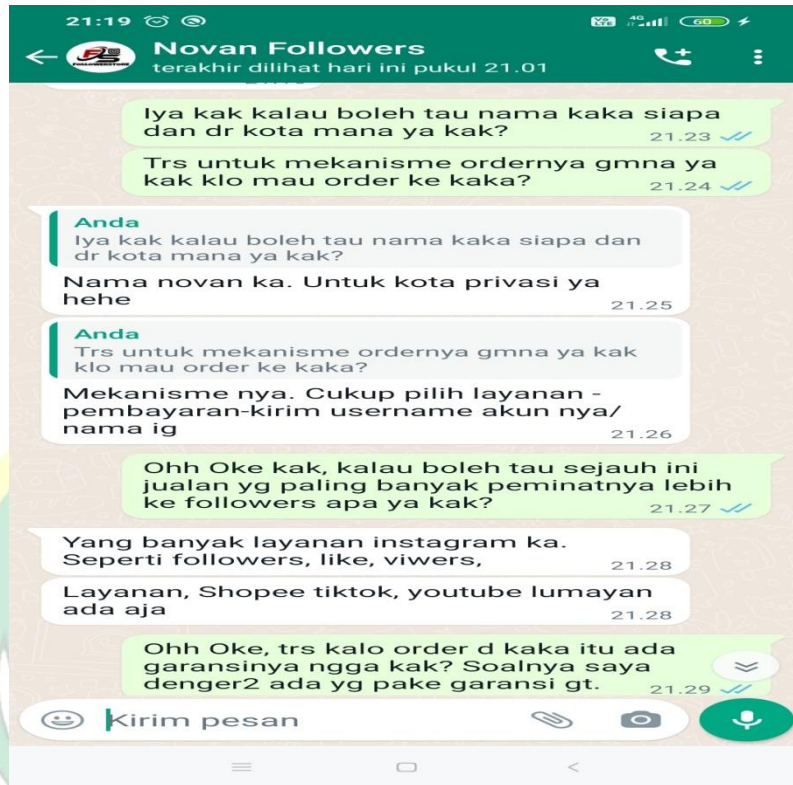 21:19
Vo
LTE
4G
60
Novan Followers
terakhir dilihat hari ini pukul 21.01
Iya kak kalau boleh tau nama kaka siapa
dan dr kota mana ya kak?
21.23
Trs untuk mekanisme ordernya gmna ya
kak klo mau order ke kaka?
21.24
Anda
Iya kak kalau boleh tau nama kaka siapa dan
dr kota mana ya kak?
Nama novan ka. Untuk kota privasi ya
hehe
21.25
Anda
Trs untuk mekanisme ordernya gmna ya kak
klo mau order ke kaka?
Mekanisme nya. Cukup pilih layanan -
pembayaran-kirim username akun nya/
nama ig
21.26
Ohh Oke kak, kalau boleh tau sejauh ini
jualan yg paling banyak peminatnya lebih
ke followers apa ya kak?
21.27
Yang banyak layanan instagram ka.
Seperti followers, like, viwers,
21.28
Layanan, Shopee tiktok, youtube lumayan
ada aja
21.28
Ohh Oke, trs kalo order d kaka itu ada
garansinya ngga kak? Soalnya saya
denger2 ada yg pake garansi gt.
21.29
Kirim pesan